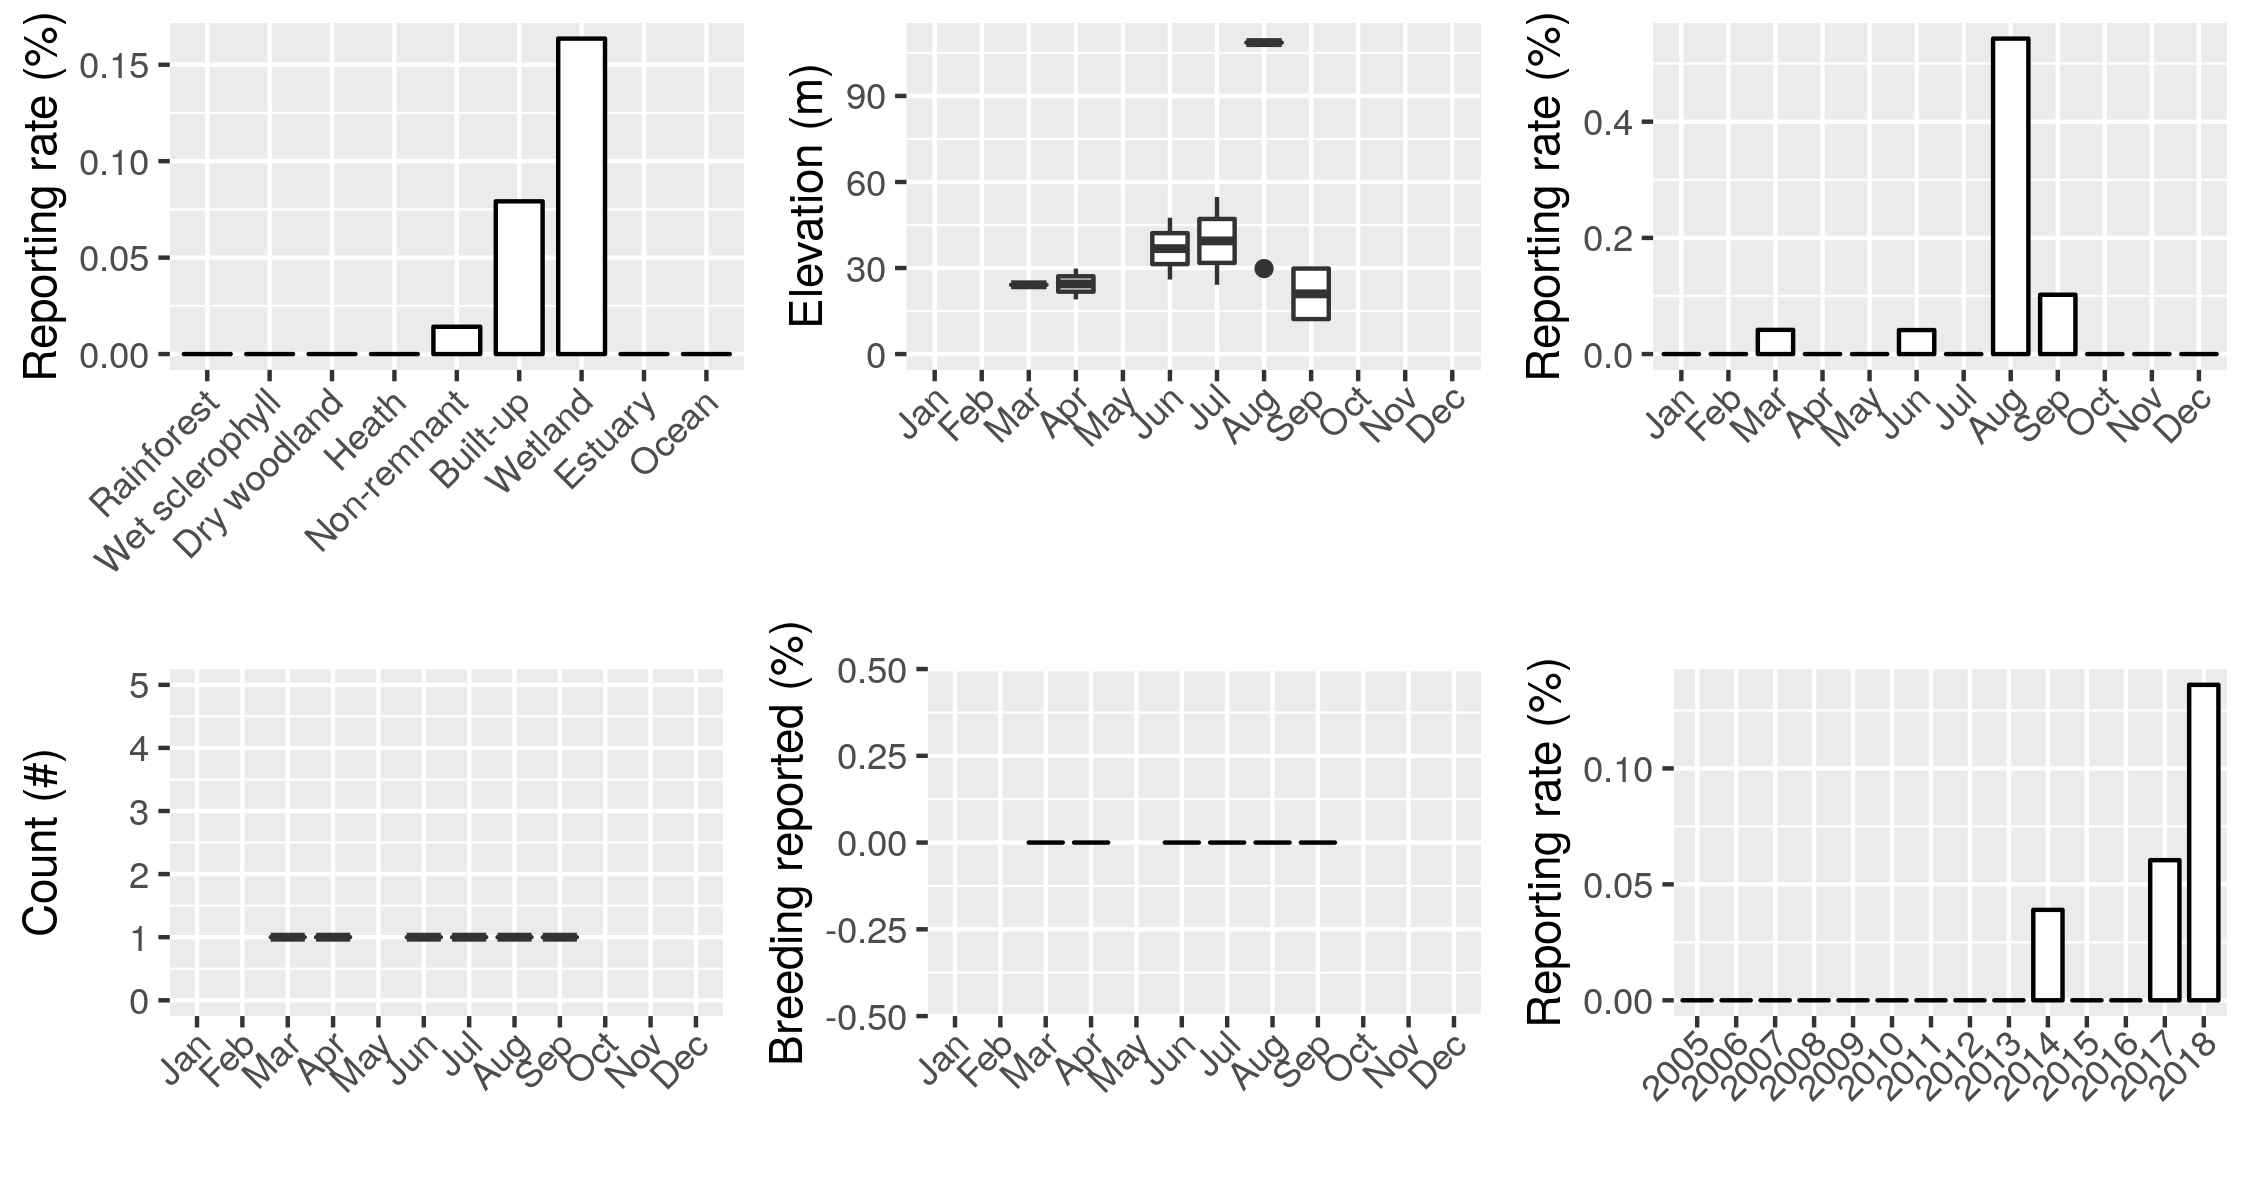 Reporting rate (%)
0.15
0.10
0.05
0.00
Rainforest
Wet sclerophyll
Dry woodland
Heath
Non-remnant
Built-up
Wetland
Estuary
Ocean
Elevation (m)
90
60
30
0
Jan
Feb
Mar
Apr
May
Jun
Jul
Aug
Sep
Oct
Nov
Dec
Reporting rate (%)
0.4
0.2
0.0
Jan
Feb
Mar
Apr
May
Jun
Jul
Aug
Sep
Oct
Nov
Dec
Count (#)
5
4
3
2
1
0
Jan
Feb
Mar
Apr
May
Jun
Jul
Aug
Sep
Oct
Nov
Dec
Breeding reported (%)
0.50
0.25
0.00
-0.25
-0.50
Jan
Feb
Mar
Apr
May
Jun
Jul
Aug
Sep
Oct
Nov
Dec
Reporting rate (%)
0.10
0.05
0.00
2005
2006
2007
2008
2009
2010
2011
2012
2013
2014
2015
2016
2017
2018